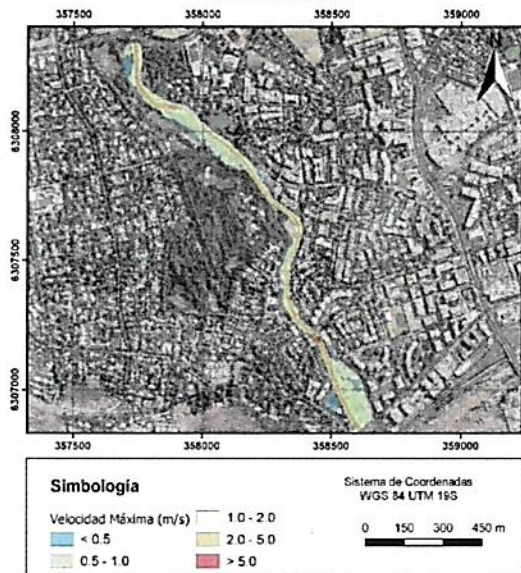 357500 358000 358500 359000
N
6308000
6307500
6307000
357500 358000 358500 359000
Simbología
Velocidad Máxima (m/s)
< 0.5
0.5 - 1.0
1.0 - 2.0
2.0 - 5.0
> 5.0
Sistema de Coordenadas
WGS 84 UTM 19S
0 150 300 450 m